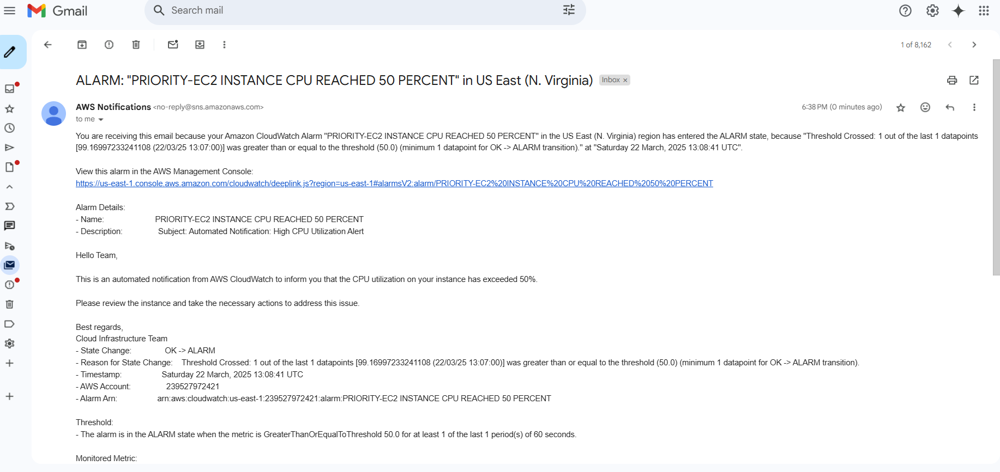 Gmail
Search mail
1 of 8,162
ALARM: "PRIORITY-EC2 INSTANCE CPU REACHED 50 PERCENT" in US East (N. Virginia) Inbox ×
AWS Notifications <no-reply@sns.amazonaws.com>
6:38 PM (0 minutes ago)
to me
You are receiving this email because your Amazon CloudWatch Alarm "PRIORITY-EC2 INSTANCE CPU REACHED 50 PERCENT" in the US East (N. Virginia) region has entered the ALARM state, because "Threshold Crossed: 1 out of the last 1 datapoints
[99.16997233241108 (22/03/25 13:07:00)] was greater than or equal to the threshold (50.0) (minimum 1 datapoint for OK -> ALARM transition)." at "Saturday 22 March, 2025 13:08:41 UTC".
View this alarm in the AWS Management Console:
https://us-east-1.console.aws.amazon.com/cloudwatch/deeplink.js?region=us-east-1#alarmsV2:alarm/PRIORITY-EC2%20INSTANCE%20CPU%20REACHED%2050%20PERCENT
Alarm Details:
- Name: PRIORITY-EC2 INSTANCE CPU REACHED 50 PERCENT
- Description: Subject: Automated Notification: High CPU Utilization Alert
Hello Team,
This is an automated notification from AWS CloudWatch to inform you that the CPU utilization on your instance has exceeded 50%.
Please review the instance and take the necessary actions to address this issue.
Best regards,
Cloud Infrastructure Team
- State Change: OK -> ALARM
- Reason for State Change: Threshold Crossed: 1 out of the last 1 datapoints [99.16997233241108 (22/03/25 13:07:00)] was greater than or equal to the threshold (50.0) (minimum 1 datapoint for OK -> ALARM transition).
- Timestamp: Saturday 22 March, 2025 13:08:41 UTC
- AWS Account: 239527972421
- Alarm Arn: arn:aws:cloudwatch:us-east-1:239527972421:alarm:PRIORITY-EC2 INSTANCE CPU REACHED 50 PERCENT
Threshold:
- The alarm is in the ALARM state when the metric is GreaterThanOrEqualToThreshold 50.0 for at least 1 of the last 1 period(s) of 60 seconds.
Monitored Metric: